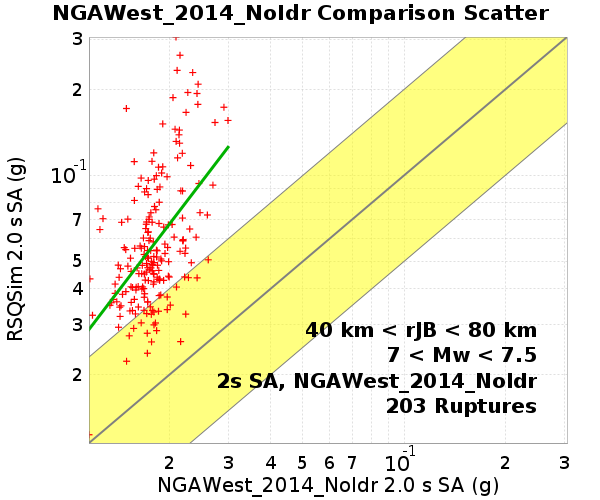 NGAWest_2014_NoIdr Comparison Scatter
3
2
10-1
7
6
5
4
3
2
RSQSim 2.0 s SA (g)
40 km < rJB < 80 km
7 < Mw < 7.5
2s SA, NGAWest_2014_NoIdr
203 Ruptures
2 3 4 5 6 7 10-1 2 3
NGAWest_2014_NoIdr 2.0 s SA (g)